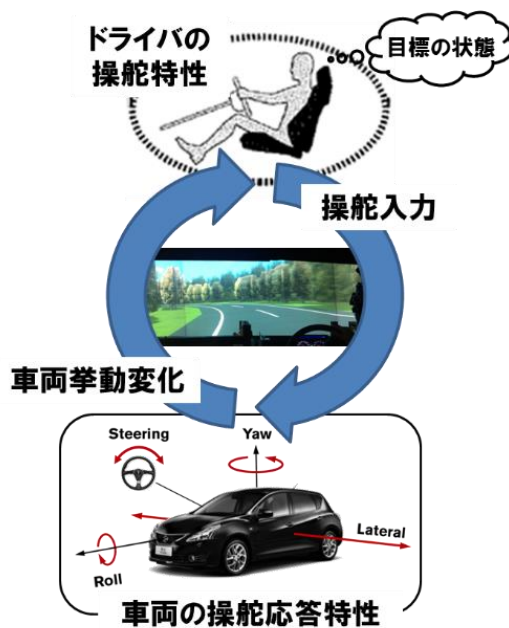 ドライバの
操舵特性
目標の状態
操舵入力
車両挙動変化
Steering
Yaw
Lateral
Roll
車両の操舵応答特性